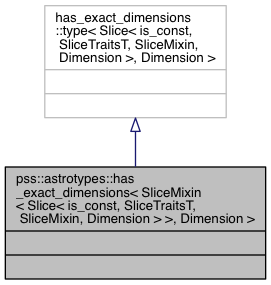 has_exact_dimensions
::type< Slice< is_const,
SliceTraitsT, SliceMixin,
Dimension >, Dimension >
pss::astrotypes::has
_exact_dimensions< SliceMixin
< Slice< is_const, SliceTraitsT,
SliceMixin, Dimension > >, Dimension >